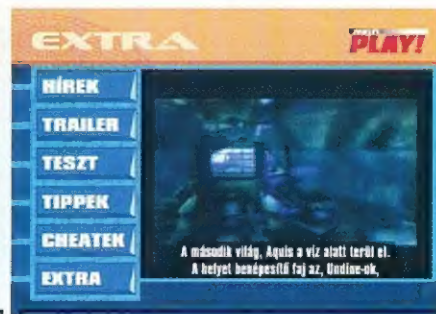 EXTRA
PLAY!
HÍREK
TRAILER
TESZT
TIPPEK
CHEATEK
EXTRA
A második világ, Aquis a víz alatt terül el.
A helyet benépesítő faj az, Undine-ok,